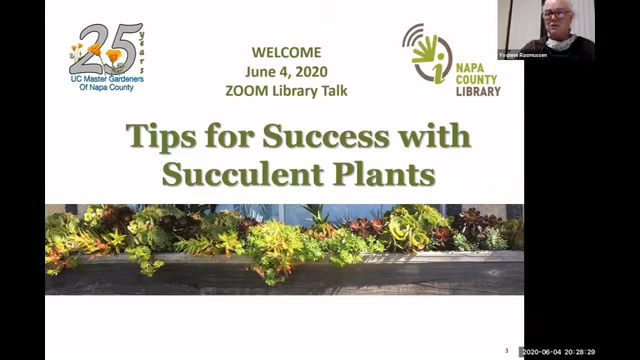 25 years
UC Master Gardeners
Of Napa County
WELCOME
June 4, 2020
ZOOM Library Talk
NAPA
COUNTY
LIBRARY
Yvonne Rasmussen
Tips for Success with
Succulent Plants
3
2020-06-04 20:28:29